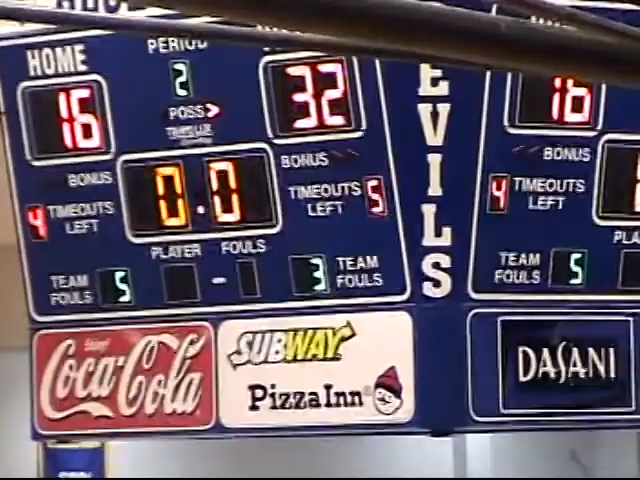 HOME
PERIOD
16
2
32
POSS >
BONUS
BONUS
0.0
4 TIMEOUTS LEFT
TIMEOUTS LEFT 5
PLAYER FOULS
TEAM FOULS 5
-
3 TEAM FOULS
Enjoy
Coca-Cola
SUBWAY
Pizza Inn®
EVILS
16
BONUS
4 TIMEOUTS LEFT
PLA
TEAM FOULS 5
DASANI